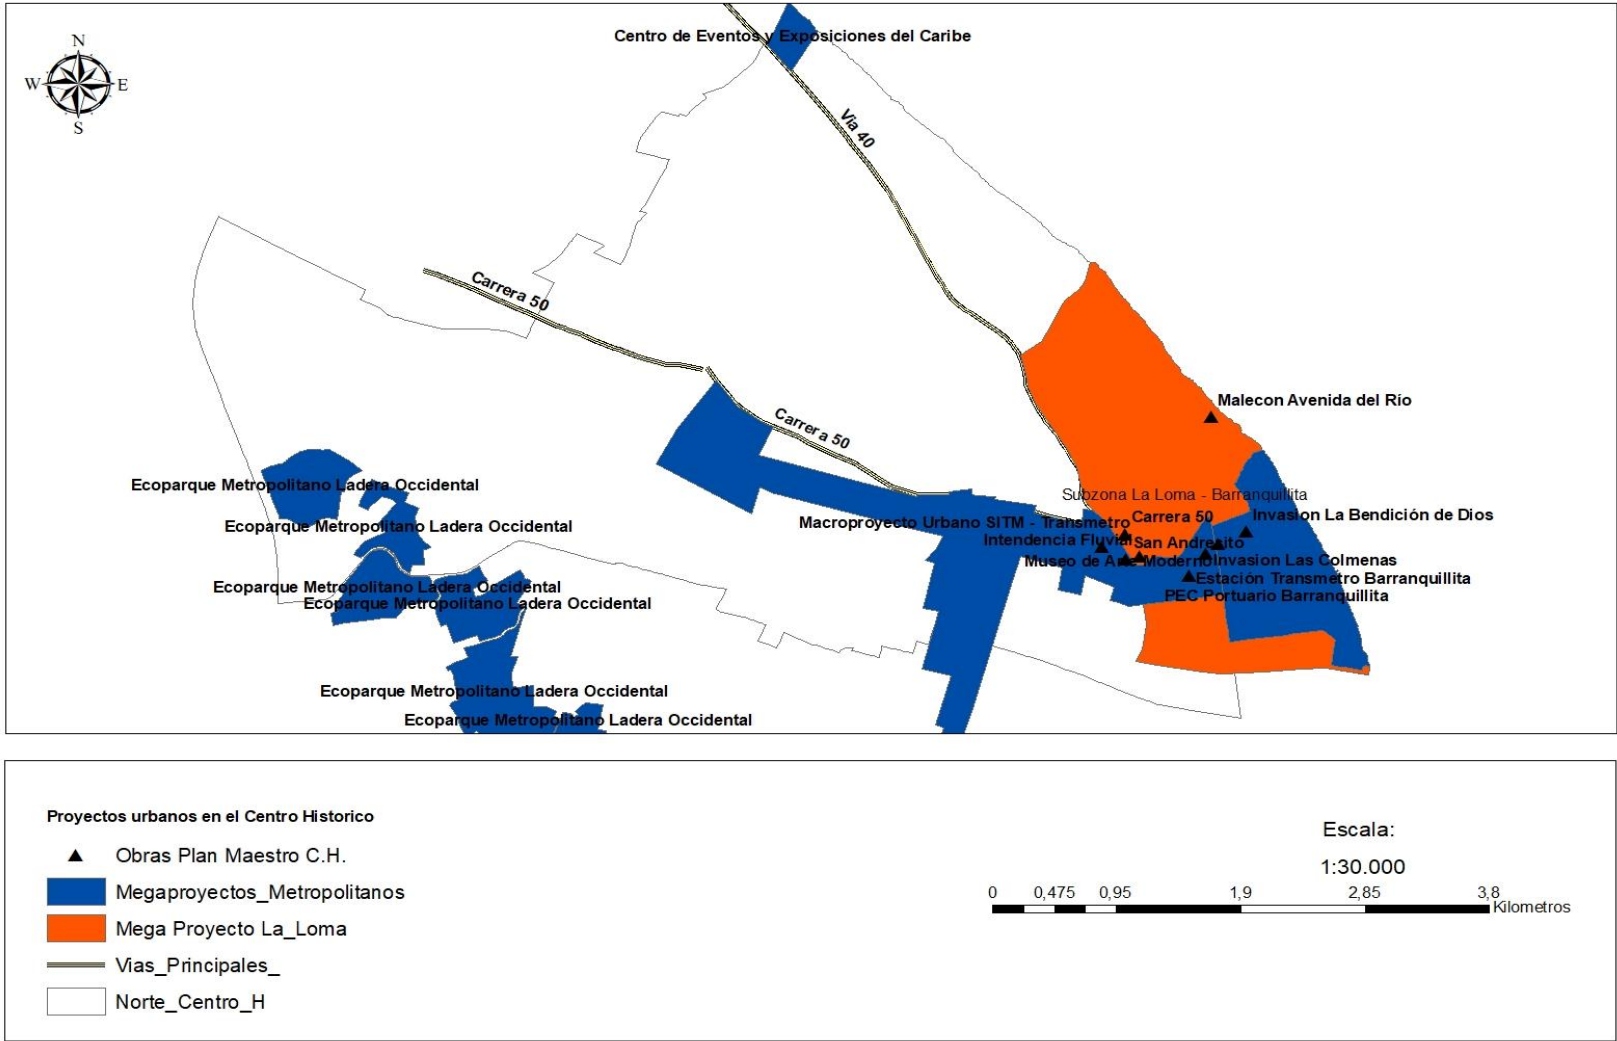 Centro de Eventos y Exposiciones del Caribe
N
W E
S
Via 40
Carrera 50
Malecon Avenida del Rio
Carrera 50
Ecoparque Metropolitano Ladera Occidental
Subzona La Loma - Barranquillita
Carrera 50
Invasion La Bendición de Dios
Macroproyecto Urbano SITM - Transmetro
Ecoparque Metropolitano Ladera Occidental
Intendencia Fluvial
San Andresito
Museo de Arte Moderno
Invasion Las Colmenas
Estación Transmetro Barranquillita
Ecoparque Metropolitano Ladera Occidental
PEC Portuario Barranquillita
Ecoparque Metropolitano Ladera Occidental
Ecoparque Metropolitano Ladera Occidental
Ecoparque Metropolitano Ladera Occidental
Proyectos urbanos en el Centro Historico
Obras Plan Maestro C.H.
Megaproyectos_Metropolitanos
Mega Proyecto La_Loma
Vias_Principales_
Norte_Centro_H
Escala:
1:30.000
0 0,475 0,95 1,9 2,85 3,8
Kilometros